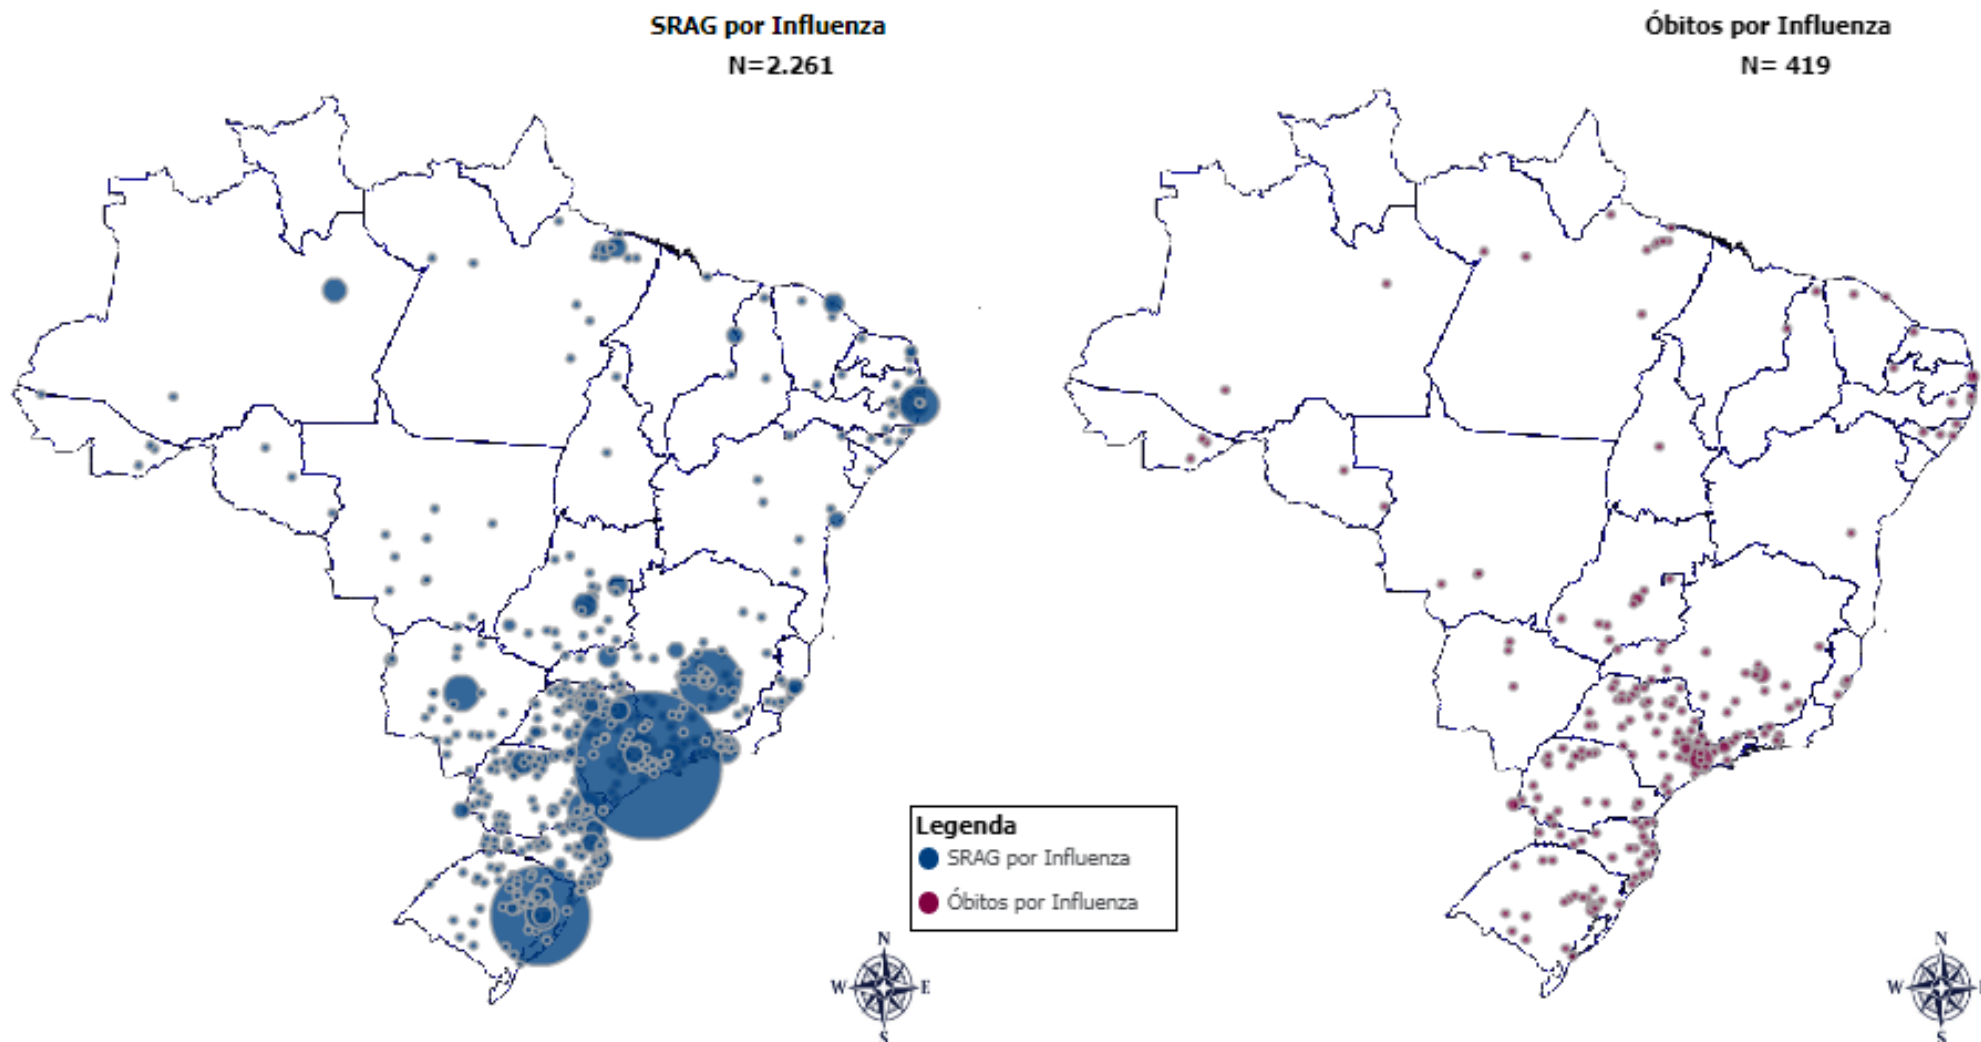 SRAG por Influenza
N=2.261
Óbitos por Influenza
N= 419
Legenda
SRAG por Influenza
Óbitos por Influenza
N
W E
S
N
W
S